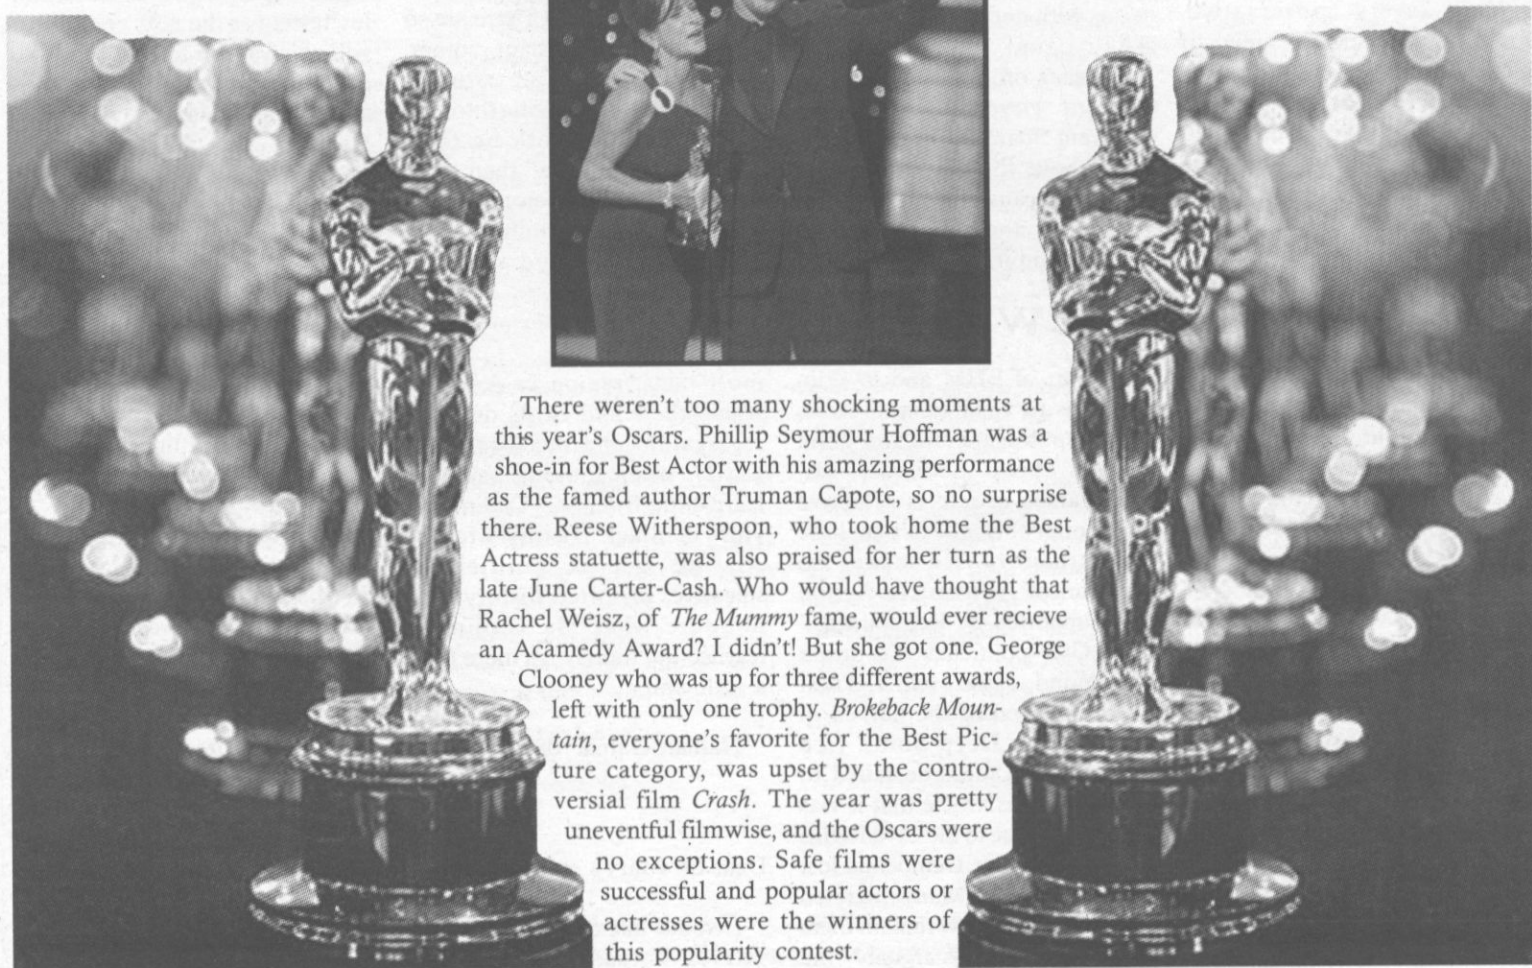 There weren't too many shocking moments at
this year's Oscars. Phillip Seymour Hoffman was a
shoe-in for Best Actor with his amazing performance
as the famed author Truman Capote, so no surprise
there. Reese Witherspoon, who took home the Best
Actress statuette, was also praised for her turn as the
late June Carter-Cash. Who would have thought that
Rachel Weisz, of The Mummy fame, would ever recieve
an Acamedy Award? I didn't! But she got one. George
Clooney who was up for three different awards,
left with only one trophy. Brokeback Moun-
tain, everyone's favorite for the Best Pic-
ture category, was upset by the contro-
versial film Crash. The year was pretty
uneventful filmwise, and the Oscars were
no exceptions. Safe films were
successful and popular actors or
actresses were the winners of
this popularity contest.